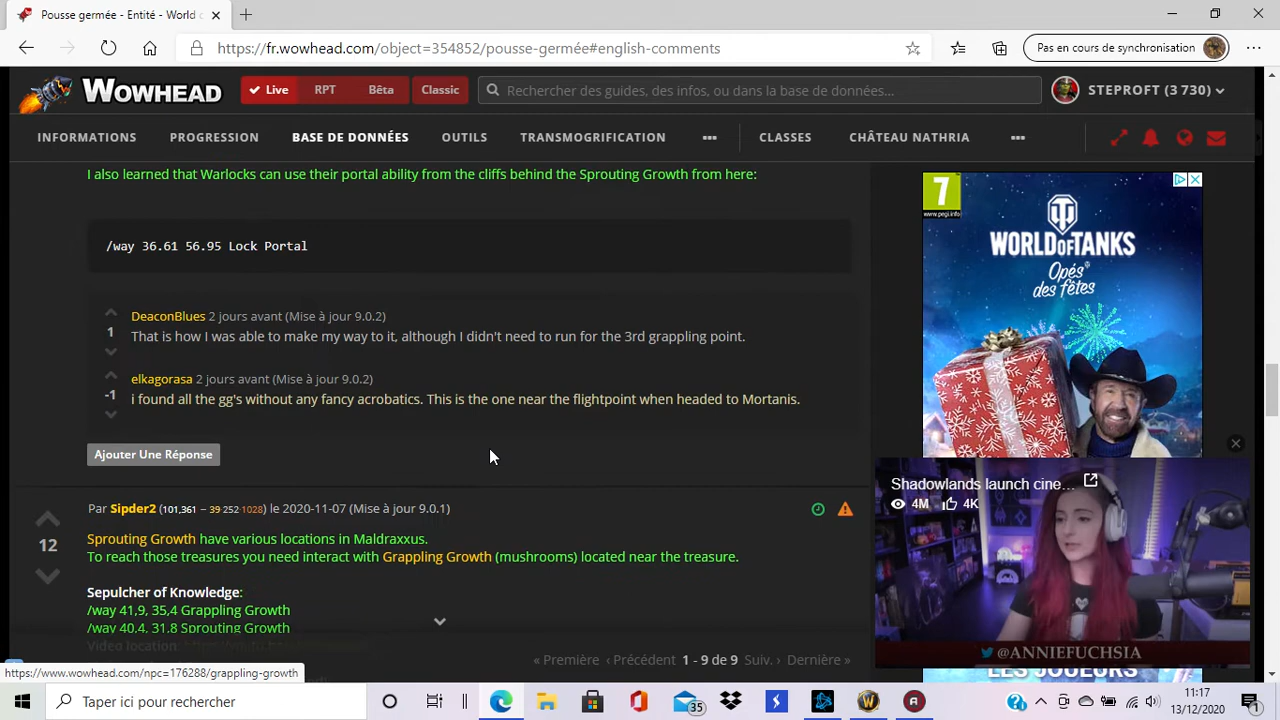 Pousse germée - Entité - World c
https://fr.wowhead.com/object=354852/pousse-germée#english-comments
Pas en cours de synchronisation
WOWHEAD
Live
RPT
Bêta
Classic
Rechercher des guides, des infos, ou dans la base de données...
STEPROFT (3 730)
INFORMATIONS
PROGRESSION
BASE DE DONNÉES
OUTILS
TRANSMOGRIFICATION
CLASSES
CHÂTEAU NATHRIA
I also learned that Warlocks can use their portal ability from the cliffs behind the Sprouting Growth from here:
/way 36.61 56.95 Lock Portal
DeaconBlues 2 jours avant (Mise à jour 9.0.2)
1
That is how I was able to make my way to it, although I didn't need to run for the 3rd grappling point.
elkagorasa 2 jours avant (Mise à jour 9.0.2)
-1
i found all the gg's without any fancy acrobatics. This is the one near the flightpoint when headed to Mortanis.
Ajouter Une Réponse
Par Sipder2 (101,361 – 39·252·1028) le 2020-11-07 (Mise à jour 9.0.1)
12
Sprouting Growth have various locations in Maldraxxus.
To reach those treasures you need interact with Grappling Growth (mushrooms) located near the treasure.
Sepulcher of Knowledge:
/way 41,9, 35,4 Grappling Growth
/way 40,4, 31,8 Sprouting Growth
Video location:
« Première ‹ Précédent 1 - 9 de 9 Suiv. › Dernière »
https://www.wowhead.com/npc=176288/grappling-growth
7
www.pegi.info
WORLD OF TANKS
Opés
des fêtes
Shadowlands launch cine...
4M
4K
@ANNIEFUCHSIA
LES JOUEURS
Taper ici pour rechercher
35
11:17
13/12/2020
1